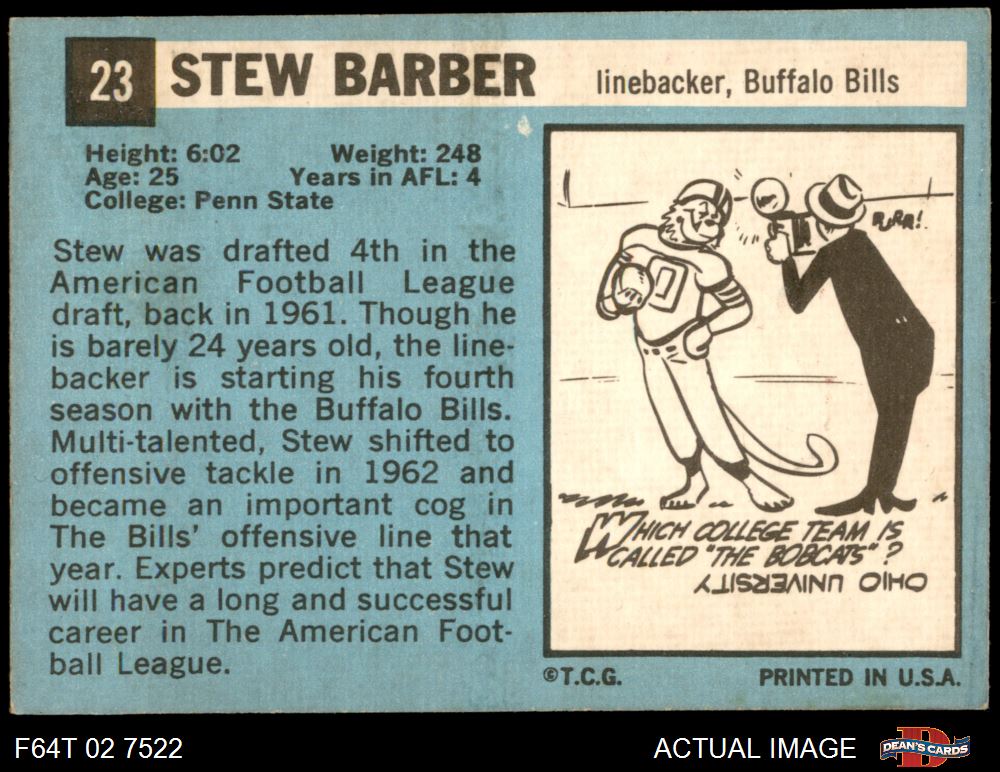 23 STEW BARBER linebacker, Buffalo Bills
Height: 6:02 Weight: 248
Age: 25 Years in AFL: 4
College: Penn State
Stew was drafted 4th in the
American Football League
draft, back in 1961. Though he
is barely 24 years old, the line-
backer is starting his fourth
season with the Buffalo Bills.
Multi-talented, Stew shifted to
offensive tackle in 1962 and
became an important cog in
The Bills' offensive line that
year. Experts predict that Stew
will have a long and successful
career in The American Foot-
ball League.
WHICH COLLEGE TEAM IS
CALLED "THE BOBCATS"?
OHIO UNIVERSITY
©T.C.G. PRINTED IN U.S.A.
F64T 02 7522 ACTUAL IMAGE D DEAN'S CARDS